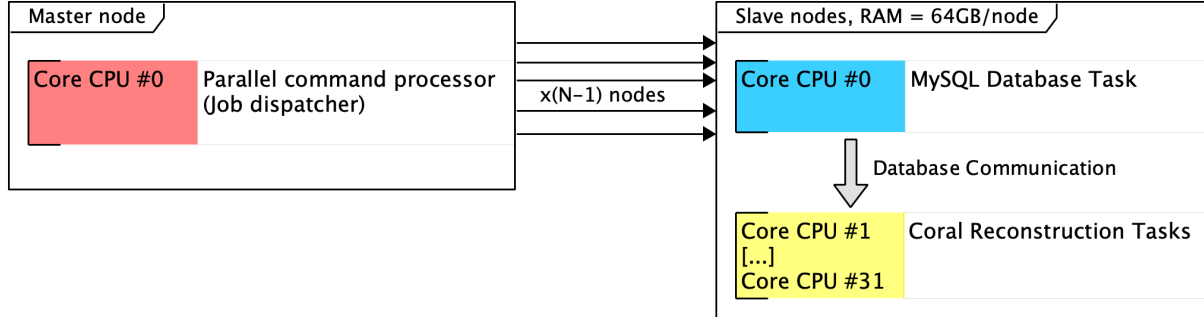 Master node
Core CPU #0
Parallel command processor
(Job dispatcher)
x(N-1) nodes
Slave nodes, RAM = 64GB/node
Core CPU #0
MySQL Database Task
Database Communication
Core CPU #1
[...]
Core CPU #31
Coral Reconstruction Tasks